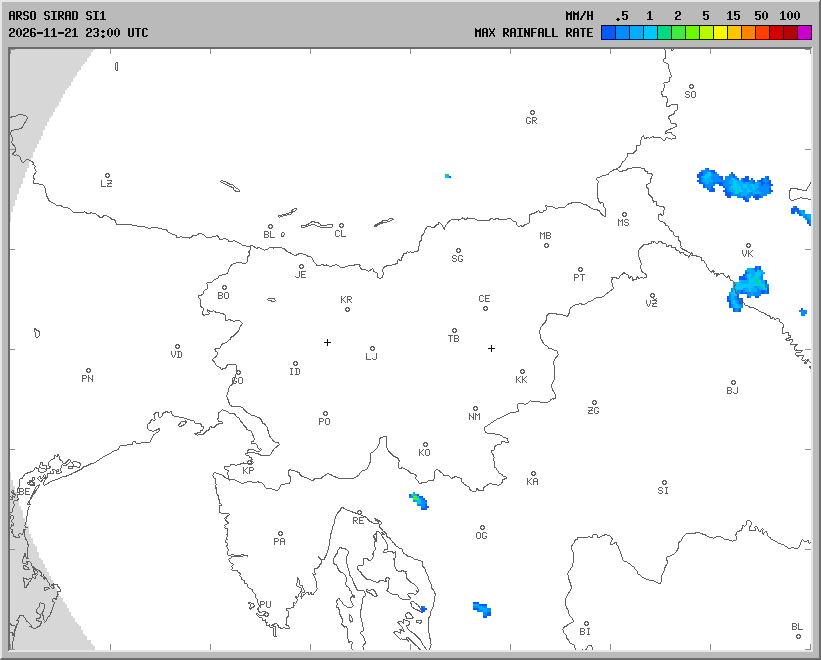 ARSO SIRAD SI1
MM/H .5 1 2 5 15 50 100
2026-11-21 23:00 UTC
MAX RAINFALL RATE
SO
GR
LZ
MS
BL
CL
MB
VK
SG
JE
PT
BO
KR
CE
VZ
TB
VD
LJ
ID
PN
GO
KK
BJ
NM
ZG
PO
KO
KP
KA
BE
SI
RE
OG
PA
PU
BI
BL